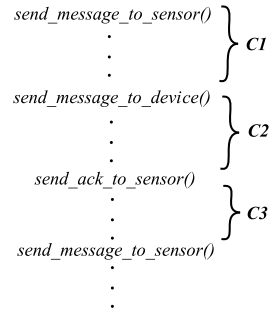 send_message_to_sensor()
.
.
.
C1
send_message_to_device()
.
.
.
C2
send_ack_to_sensor()
.
.
.
C3
send_message_to_sensor()
.
.
.